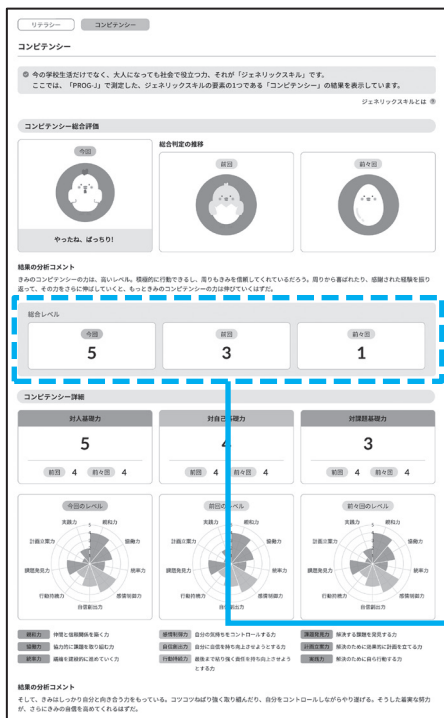 リテラシー
コンピテンシー
コンピテンシー
今の学校生活だけでなく、大人になっても社会で役立つ力、それが「ジェネリックスキル」です。
ここでは、「PROG-J」で測定した、ジェネリックスキルの要素の1つである「コンピテンシー」の結果を表示しています。
ジェネリックスキルとは
コンピテンシー総合評価
今回
やったね、ばっちり!
総合判定の推移
前回
前々回
結果の分析コメント
きみのコンピテンシーの力は、高いレベル。積極的に行動できるし、周りもきみを信頼してくれているだろう。周りから喜ばれたり、感謝された経験を振り
返って、その力をさらに伸ばしていくと、もっときみのコンピテンシーの力は伸びていくはずだ。
総合レベル
今回
5
前回
3
前々回
1
コンピテンシー詳細
対人基礎力
5
前回 4 前々回 4
対自己基礎力
4
前回 4 前々回 4
対課題基礎力
3
前回 4 前々回 4
今回のレベル
実践力 親和力
計画立案力 協働力
課題発見力 統率力
行動持続力 感情制御力
自信創出力
前回のレベル
実践力 親和力
計画立案力 協働力
課題発見力 統率力
行動持続力 感情制御力
自信創出力
前々回のレベル
実践力 親和力
計画立案力 協働力
課題発見力 統率力
行動持続力 感情制御力
自信創出力
親和力 仲間と信頼関係を築く力
協働力 協力的に課題を取り組む力
統率力 議論を建設的に進めていく力
感情制御力 自分の気持ちをコントロールする力
自信創出力 自分に自信を持ち向上させようとする力
行動持続力 最後まで粘り強く責任を持ち向上させよう
とする力
課題発見力 解決する課題を発見する力
計画立案力 解決のために効果的に計画を立てる力
実践力 解決のために自ら行動する力
結果の分析コメント
そして、きみはしっかり自分と向き合う力をもっている。コツコツねばり強く取り組んだり、自分をコントロールしながらやり遂げる。そうした着実な努力
が、さらにきみの自信を高めてくれるはずだ。